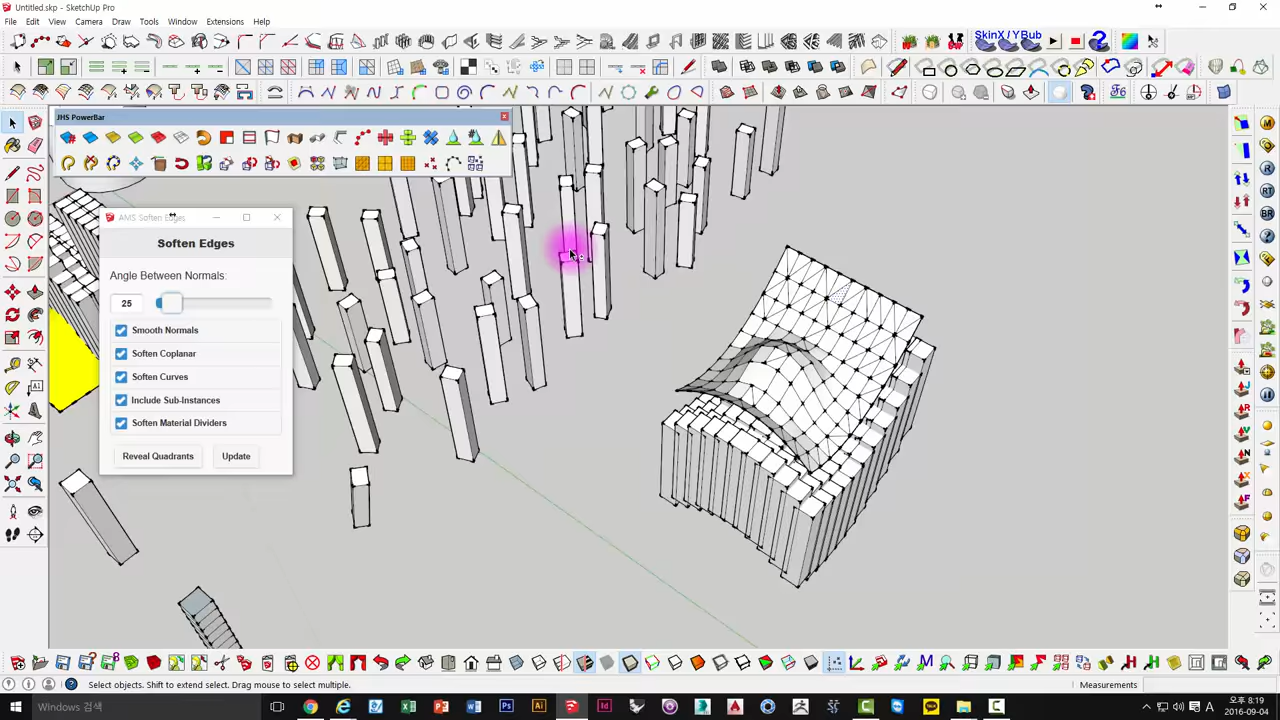 Untitled.skp - SketchUp Pro
File Edit View Camera Draw Tools Window Extensions Help
SkinX / YBub
JHS PowerBar
AMS Soften Edges
Soften Edges
Angle Between Normals:
25
Smooth Normals
Soften Coplanar
Soften Curves
Include Sub-Instances
Soften Material Dividers
Reveal Quadrants Update
Select objects. Shift to extend select. Drag mouse to select multiple.
Measurements
Windows 검색
오후 8:19
2016-09-04